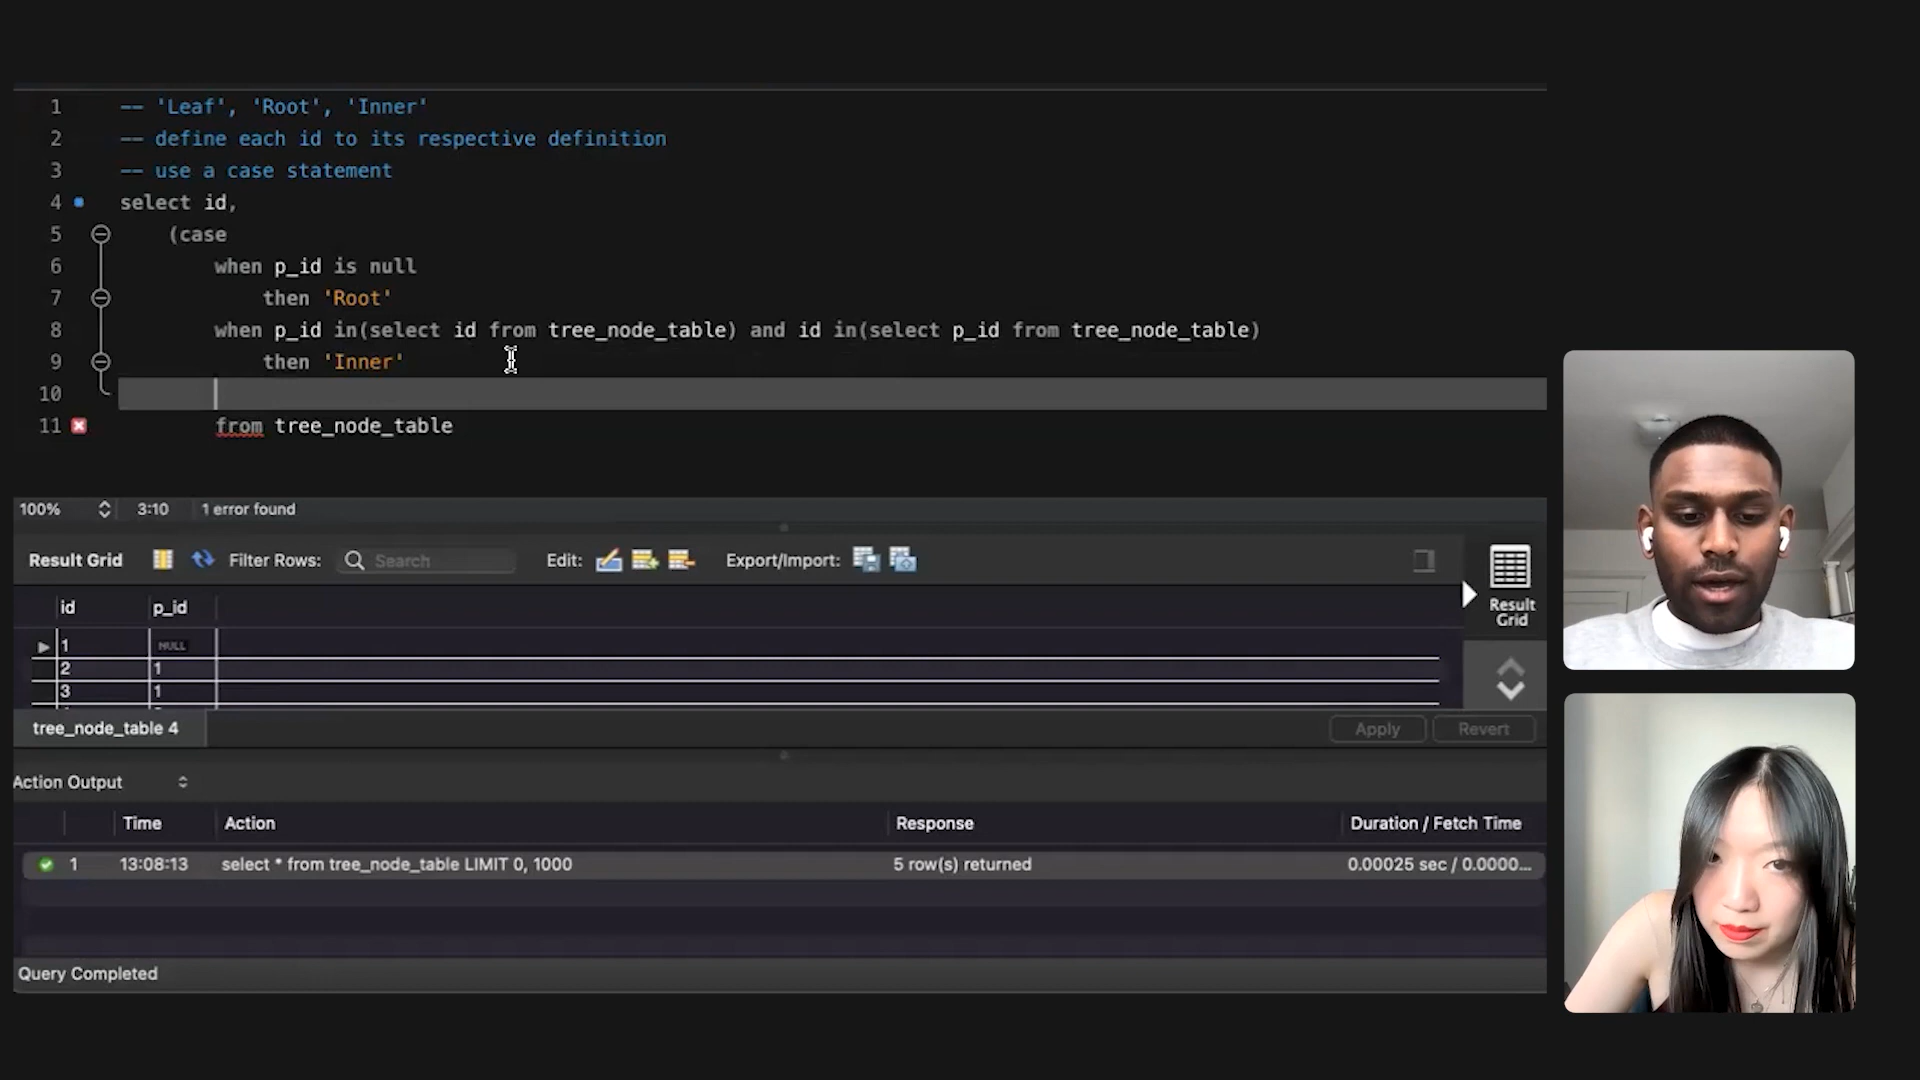 1 -- 'Leaf', 'Root', 'Inner'
2 -- define each id to its respective definition
3 -- use a case statement
4 select id,
5 (case
6 when p_id is null
7 then 'Root'
8 when p_id in(select id from tree_node_table) and id in(select p_id from tree_node_table)
9 then 'Inner'
10
11 from tree_node_table
100% 3:10 1 error found
Result Grid Filter Rows: Search Edit: Export/Import:
Result Grid
id p_id
1 NULL
2 1
3 1
tree_node_table 4 Apply Revert
Action Output
Time Action Response Duration / Fetch Time
1 13:08:13 select * from tree_node_table LIMIT 0, 1000 5 row(s) returned 0.00025 sec / 0.0000...
Query Completed